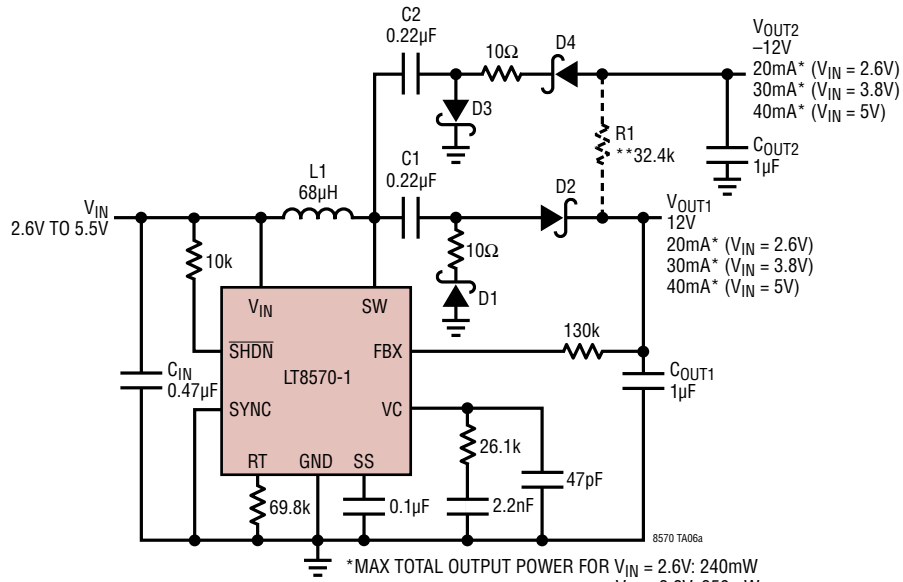 C2
0.22µF
10Ω
D4
V_OUT2
–12V
20mA* (V_IN = 2.6V)
30mA* (V_IN = 3.8V)
40mA* (V_IN = 5V)
D3
R1
**32.4k
C_OUT2
1µF
L1
68µH
C1
0.22µF
D2
V_IN
2.6V TO 5.5V
V_OUT1
12V
20mA* (V_IN = 2.6V)
30mA* (V_IN = 3.8V)
40mA* (V_IN = 5V)
10k
10Ω
D1
V_IN
SW
130k
SHDN
FBX
LT8570-1
C_IN
0.47µF
C_OUT1
1µF
SYNC
VC
26.1k
RT
GND
SS
47pF
69.8k
0.1µF
2.2nF
8570 TA06a
*MAX TOTAL OUTPUT POWER FOR V_IN = 2.6V: 240mW